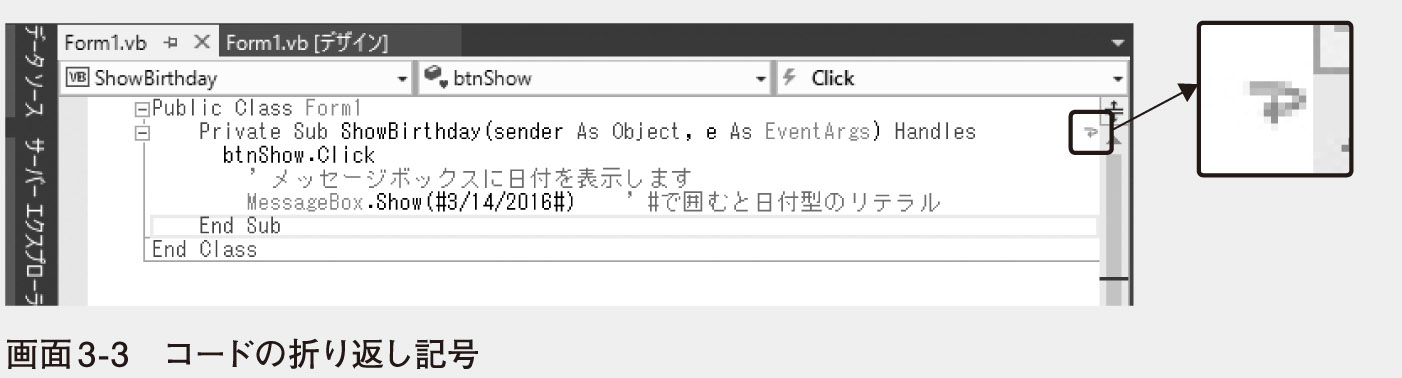 データ ソース サーバー エクスプローラ
Form1.vb Form1.vb [デザイン]
VB ShowBirthday btnShow Click
Public Class Form1
Private Sub ShowBirthday(sender As Object, e As EventArgs) Handles
btnShow.Click
' メッセージボックスに日付を表示します
MessageBox.Show(#3/14/2016#) ' #で囲むと日付型のリテラル
End Sub
End Class
画面3-3 コードの折り返し記号